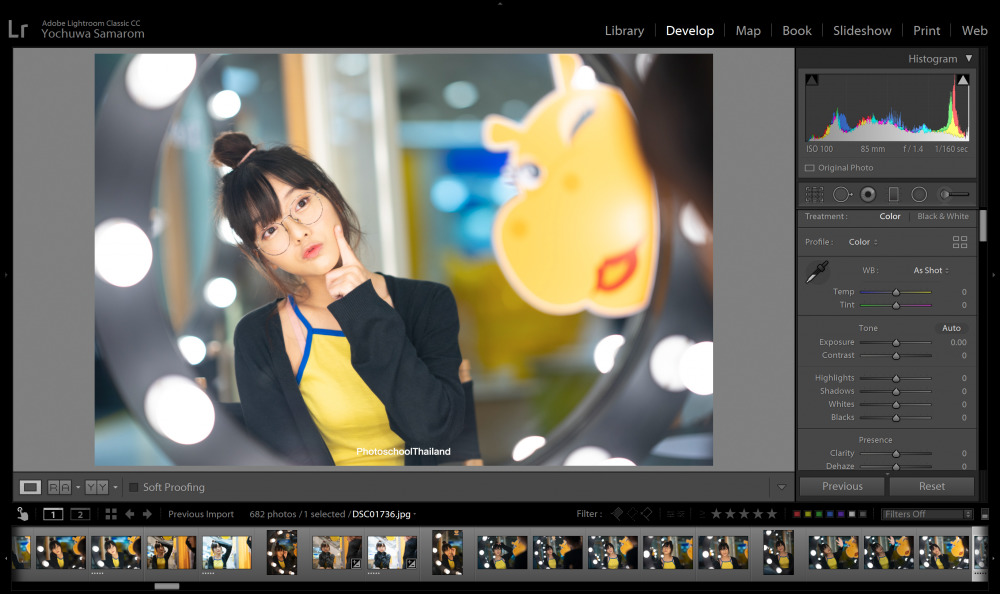 Lr Adobe Lightroom Classic CC
Yochuwa Samarom
Library Develop Map Book Slideshow Print Web
Histogram
ISO 100 85 mm f / 1.4 1/160 sec
Original Photo
Treatment : Color Black & White
Profile : Color
WB : As Shot
Temp 0
Tint 0
Tone Auto
Exposure 0.00
Contrast 0
Highlights 0
Shadows 0
Whites 0
Blacks 0
Presence
Clarity 0
Dehaze 0
PhotoschoolThailand
R A Y Y Soft Proofing
Previous Reset
1 2 Previous Import 682 photos / 1 selected / DSC01736.jpg
Filter : Filters Off